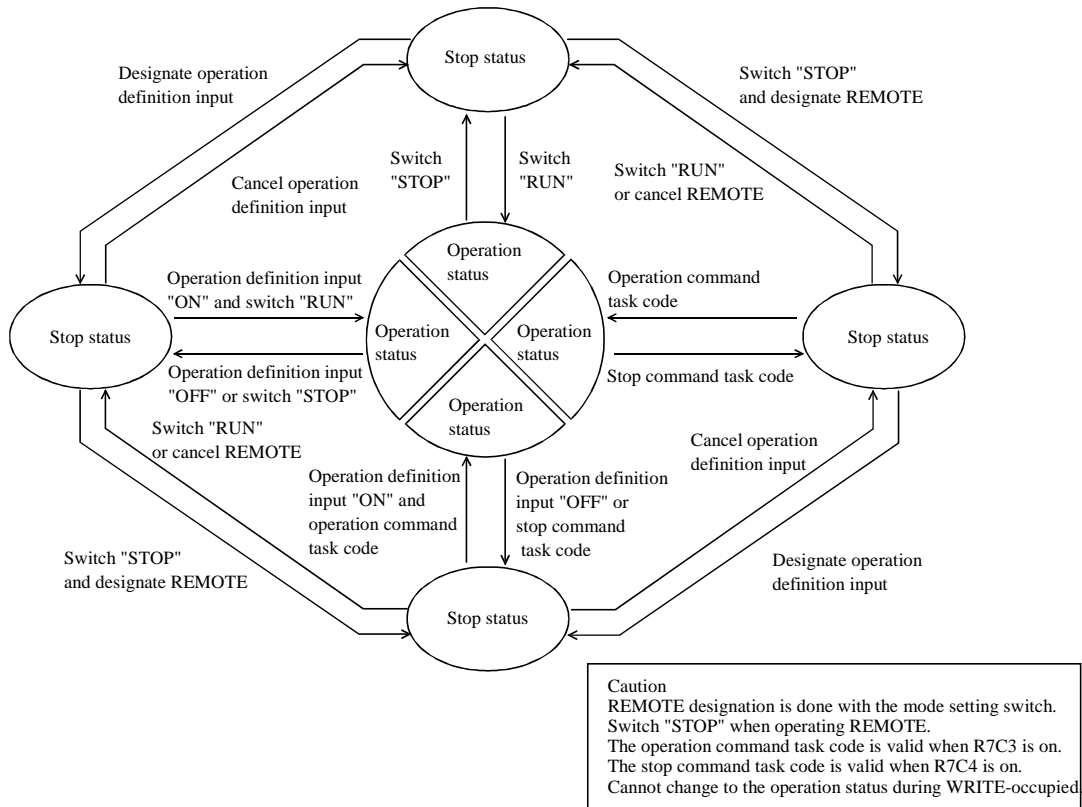 Stop status
Designate operation
definition input
Switch "STOP"
and designate REMOTE
Switch
"STOP"
Switch
"RUN"
Cancel operation
definition input
Switch "RUN"
or cancel REMOTE
Operation
status
Operation definition input
"ON" and switch "RUN"
Operation command
task code
Stop status
Operation
status
Operation
status
Stop status
Operation definition input
"OFF" or switch "STOP"
Stop command task code
Operation
status
Switch "RUN"
or cancel REMOTE
Cancel operation
definition input
Operation definition
input "ON" and
operation command
task code
Operation definition
input "OFF" or
stop command
task code
Switch "STOP"
and designate REMOTE
Designate operation
definition input
Stop status
Caution
REMOTE designation is done with the mode setting switch.
Switch "STOP" when operating REMOTE.
The operation command task code is valid when R7C3 is on.
The stop command task code is valid when R7C4 is on.
Cannot change to the operation status during WRITE-occupied.